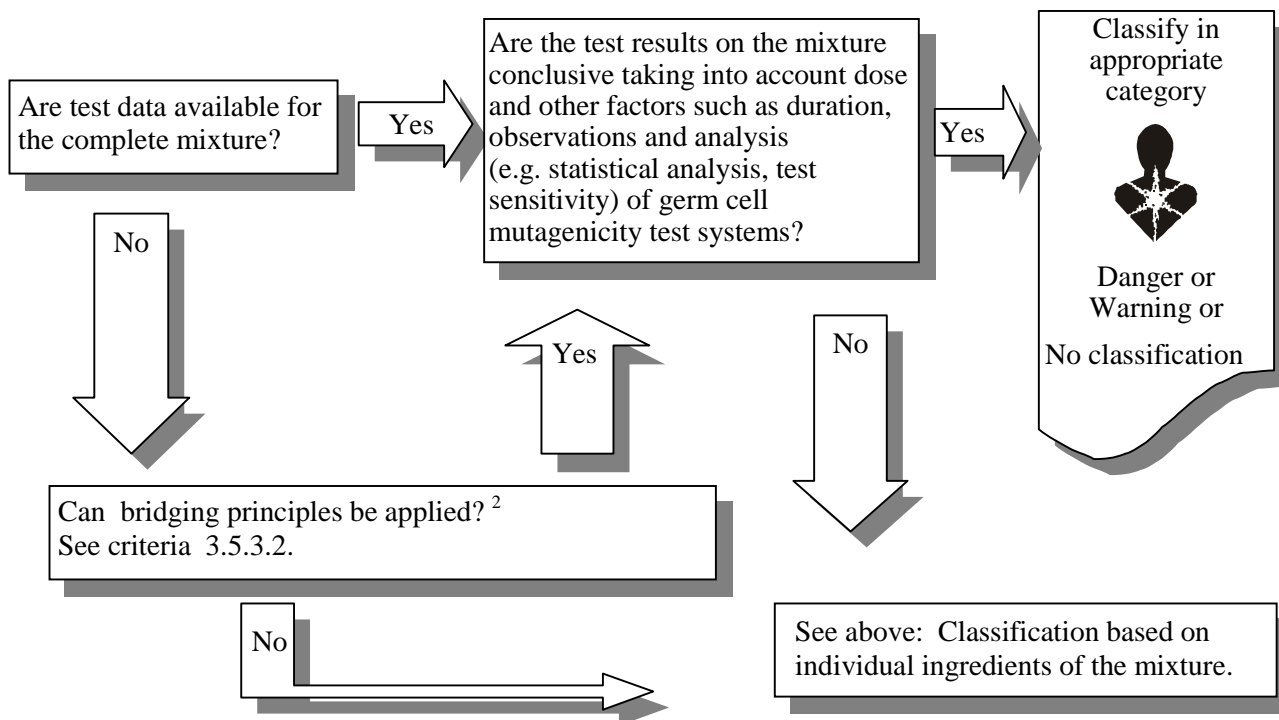 Are test data available for
the complete mixture?
Yes
Are the test results on the mixture
conclusive taking into account dose
and other factors such as duration,
observations and analysis
(e.g. statistical analysis, test
sensitivity) of germ cell
mutagenicity test systems?
Yes
Classify in
appropriate
category
Danger or
Warning or
No classification
No
Yes
No
Can bridging principles be applied? 2
See criteria 3.5.3.2.
No
See above: Classification based on
individual ingredients of the mixture.